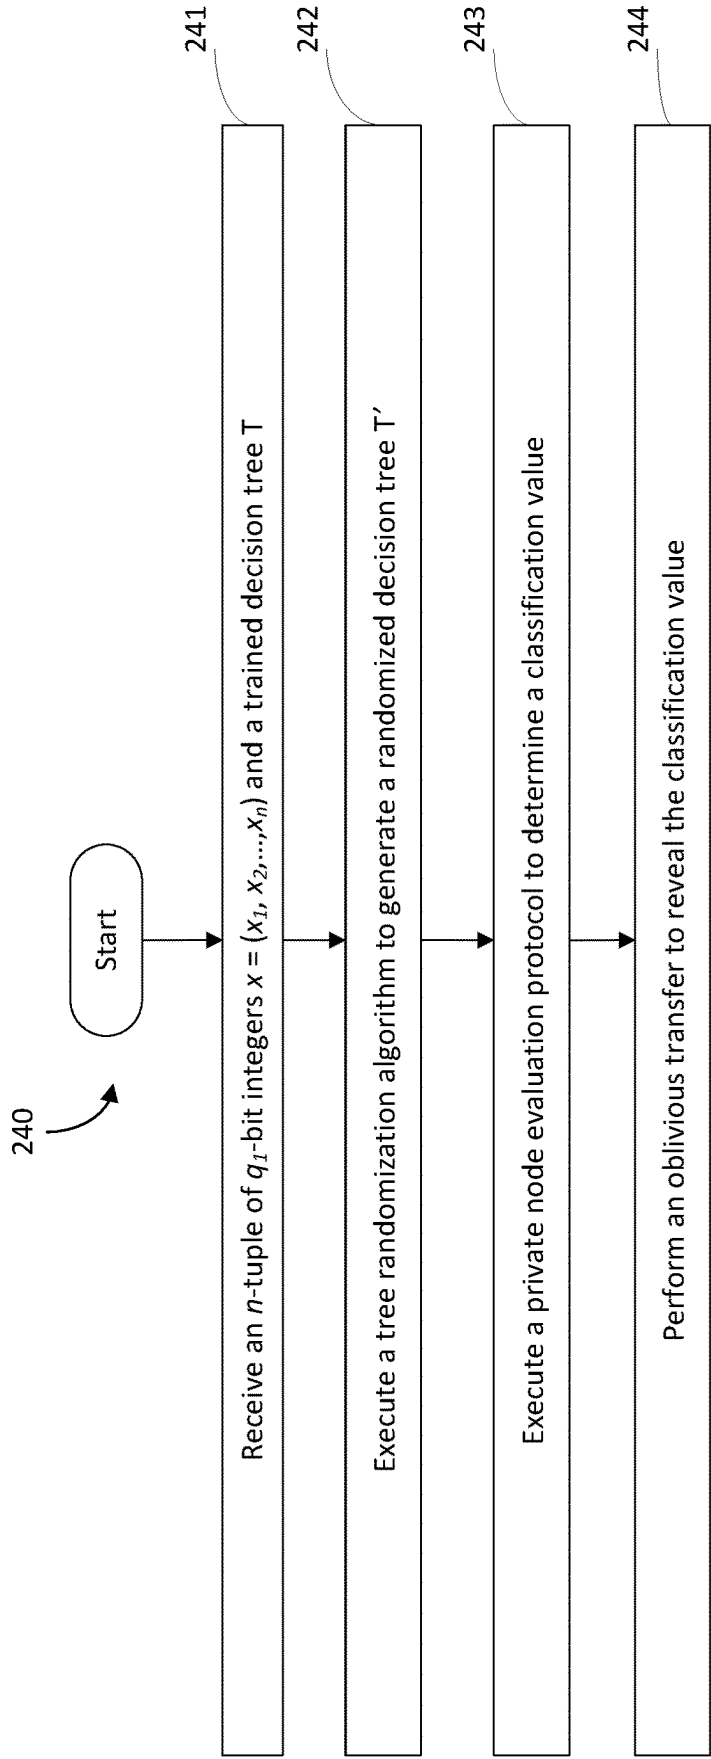 240
Start
Receive an n-tuple of q₁-bit integers x = (x₁, x₂,...,xₙ) and a trained decision tree T
241
Execute a tree randomization algorithm to generate a randomized decision tree T′
242
Execute a private node evaluation protocol to determine a classification value
243
Perform an oblivious transfer to reveal the classification value
244